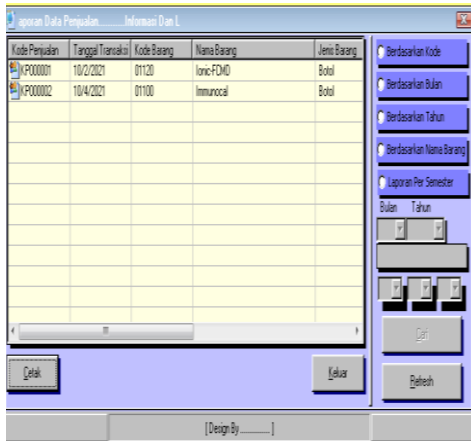 aporan Data Penjualan..............Informasi Dan L
Kode Penjualan Tanggal Transaksi Kode Barang Nama Barang Jenis Barang
KP000001 10/2/2021 01120 Ionic-FCMD Botol
KP000002 10/4/2021 01100 Immunocal Botol
Berdasarkan Kode
Berdasarkan Bulan
Berdasarkan Tahun
Berdasarkan Nama Barang
Laporan Per Semester
Bulan Tahun
Cari
Cetak Keluar Refresh
[ Design By.............. ]